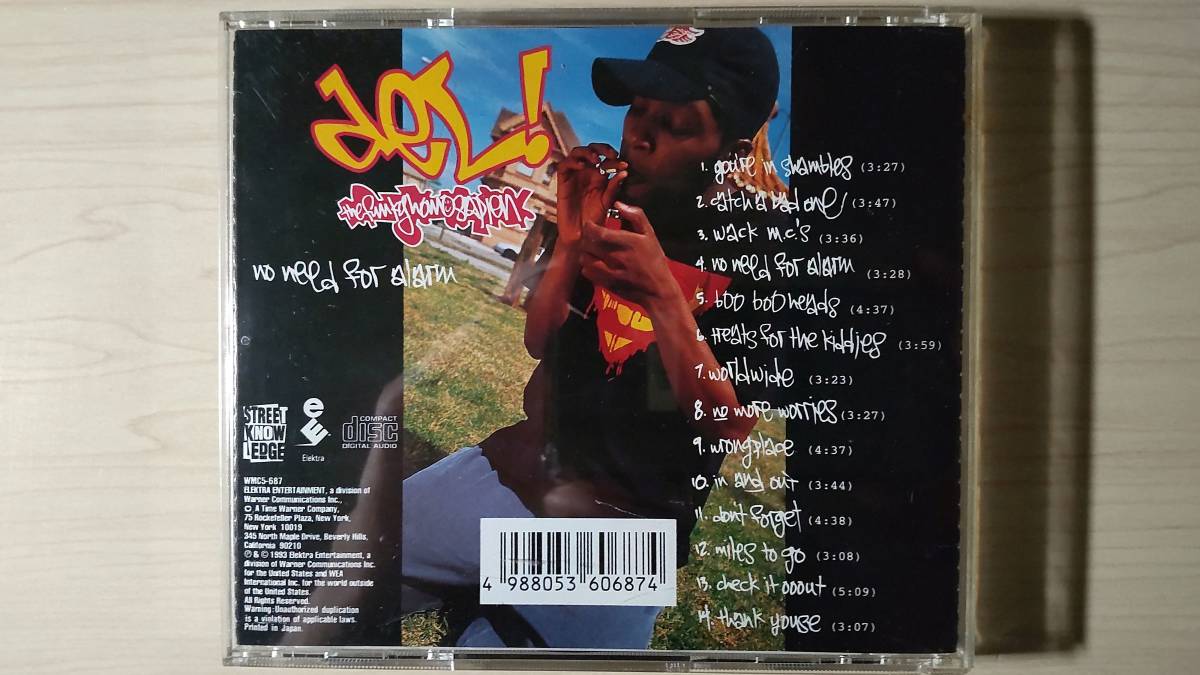 del!
the funky homosapien
no need for alarm
1. you're in shambles (3:27)
2. catch a bad one (3:47)
3. wack m.c.'s (3:36)
4. no need for alarm (3:28)
5. boo boo heads (4:37)
6. treats for the kiddies (3:59)
7. worldwide (3:23)
8. no more worries (3:27)
9. wrongplace (4:37)
10. in and out (3:44)
11. don't forget (4:38)
12. miles to go (3:08)
13. check it ooout (5:09)
14. thank youse (3:07)
STREET
KNOW
LEDGE
Elektra
COMPACT
disc
DIGITAL AUDIO
WMC5-687
ELEKTRA ENTERTAINMENT, a division of
Warner Communications Inc.,
© A Time Warner Company,
75 Rockefeller Plaza, New York,
New York 10019
345 North Maple Drive, Beverly Hills,
California 90210
℗ & © 1993 Elektra Entertainment, a
division of Warner Communications Inc.
for the United States and WEA
International Inc. for the world outside
of the United States.
All Rights Reserved.
Warning: Unauthorized duplication
is a violation of applicable laws.
Printed in Japan.
4 988053 606874